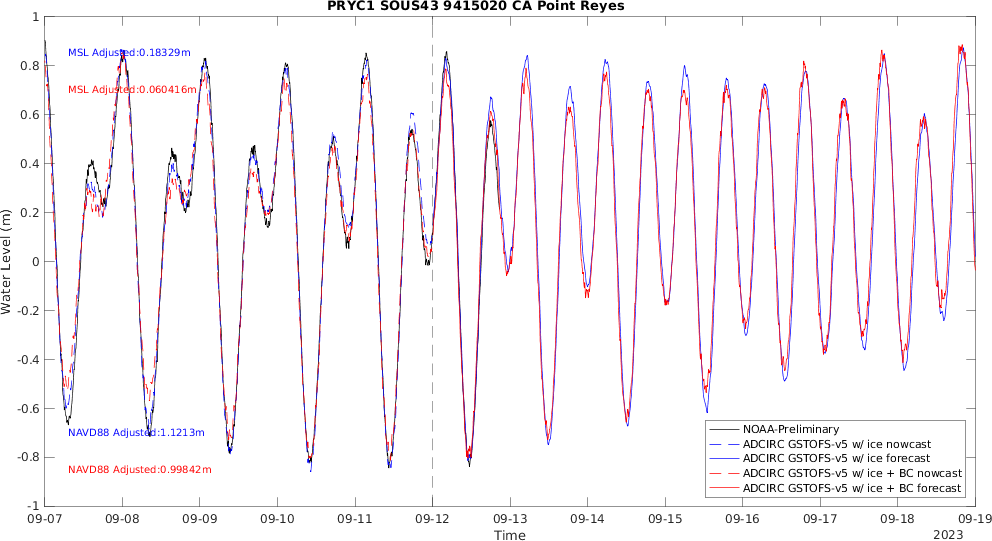 PRYC1 SOUS43 9415020 CA Point Reyes
1
0.8
0.6
0.4
0.2
0
-0.2
-0.4
-0.6
-0.8
-1
Water Level (m)
MSL Adjusted:0.18329m
MSL Adjusted:0.060416m
NAVD88 Adjusted:1.1213m
NAVD88 Adjusted:0.99842m
NOAA-Preliminary
ADCIRC GSTOFS-v5 w/ ice nowcast
ADCIRC GSTOFS-v5 w/ ice forecast
ADCIRC GSTOFS-v5 w/ ice + BC nowcast
ADCIRC GSTOFS-v5 w/ ice + BC forecast
09-07 09-08 09-09 09-10 09-11 09-12 09-13 09-14 09-15 09-16 09-17 09-18 09-19
Time
2023